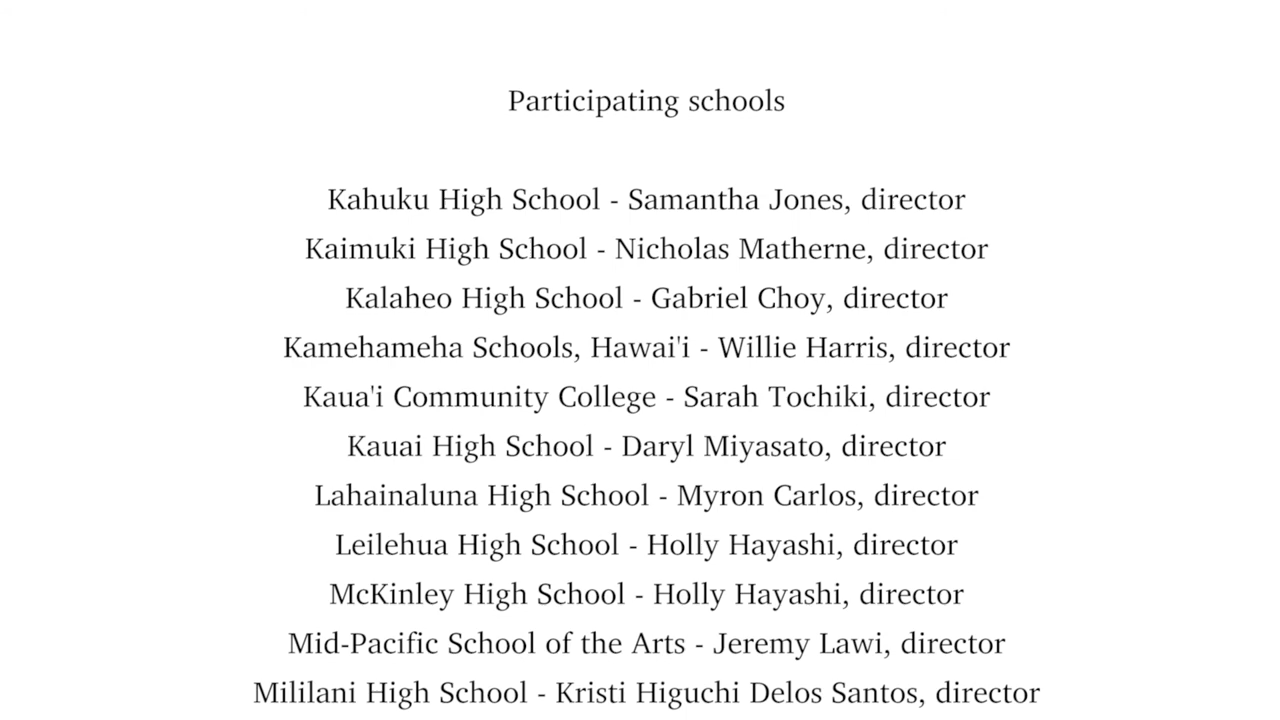 Participating schools
Kahuku High School - Samantha Jones, director
Kaimuki High School - Nicholas Matherne, director
Kalaheo High School - Gabriel Choy, director
Kamehameha Schools, Hawai'i - Willie Harris, director
Kaua'i Community College - Sarah Tochiki, director
Kauai High School - Daryl Miyasato, director
Lahainaluna High School - Myron Carlos, director
Leilehua High School - Holly Hayashi, director
McKinley High School - Holly Hayashi, director
Mid-Pacific School of the Arts - Jeremy Lawi, director
Mililani High School - Kristi Higuchi Delos Santos, director